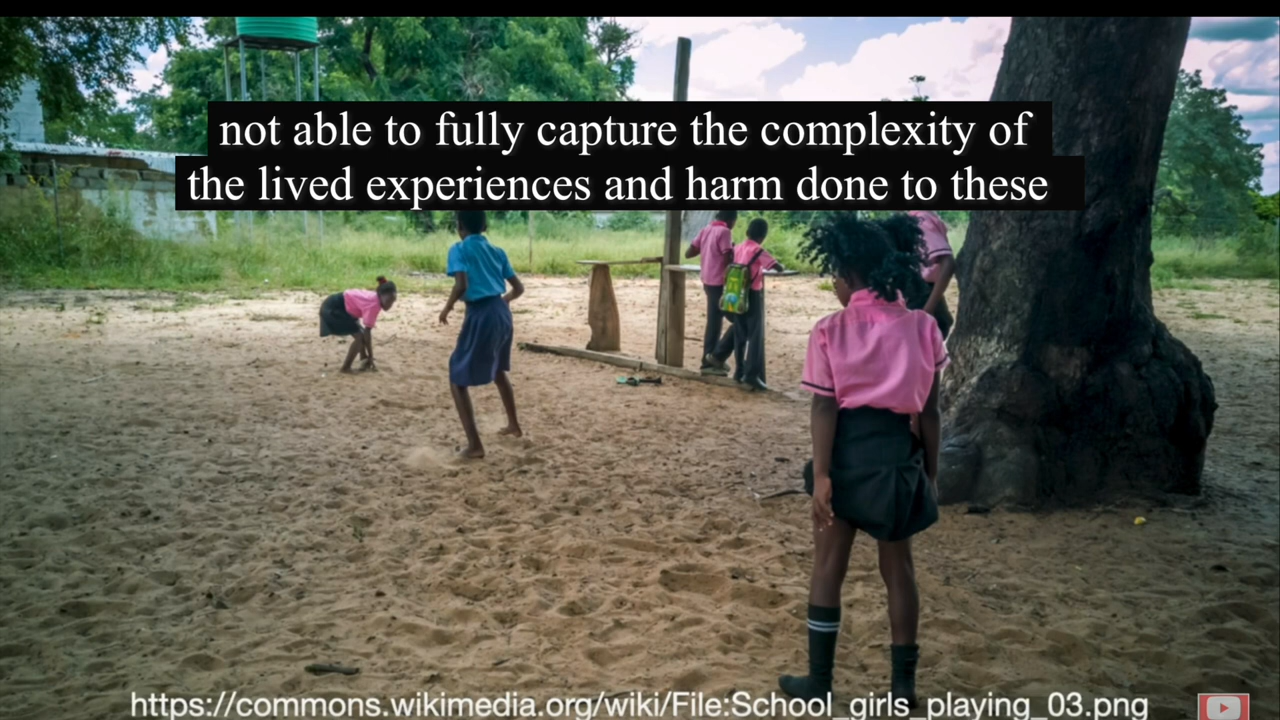 not able to fully capture the complexity of
the lived experiences and harm done to these
https://commons.wikimedia.org/wiki/File:School_girls_playing_03.png